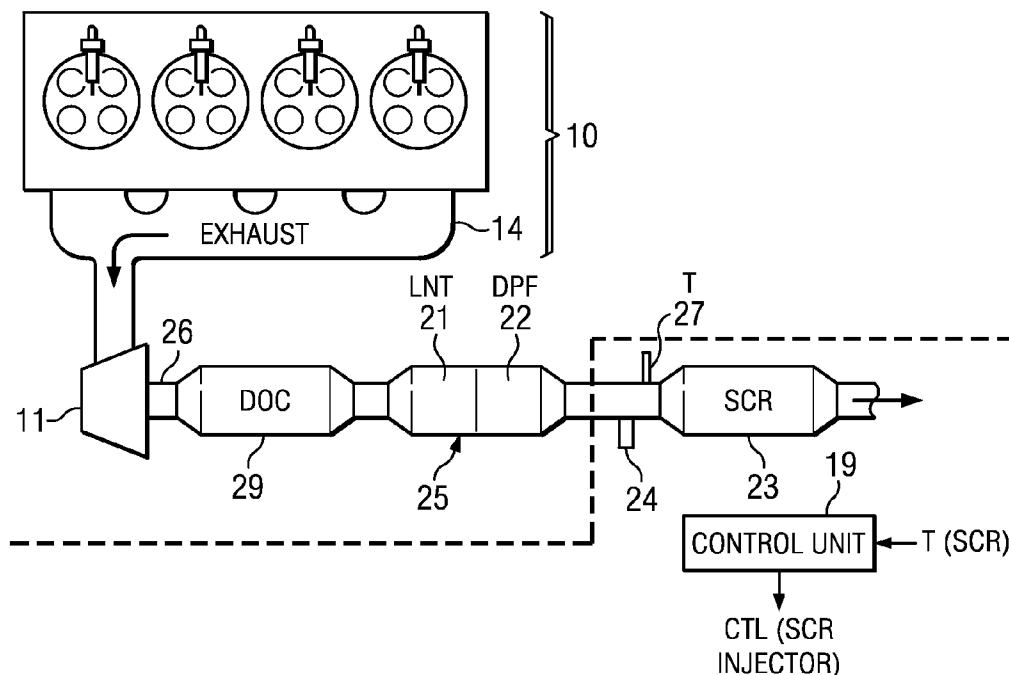 10
EXHAUST
14
LNT
21
DPF
22
T
27
26
11
DOC
SCR
29
25
24
23
19
CONTROL UNIT
T (SCR)
CTL (SCR
INJECTOR)